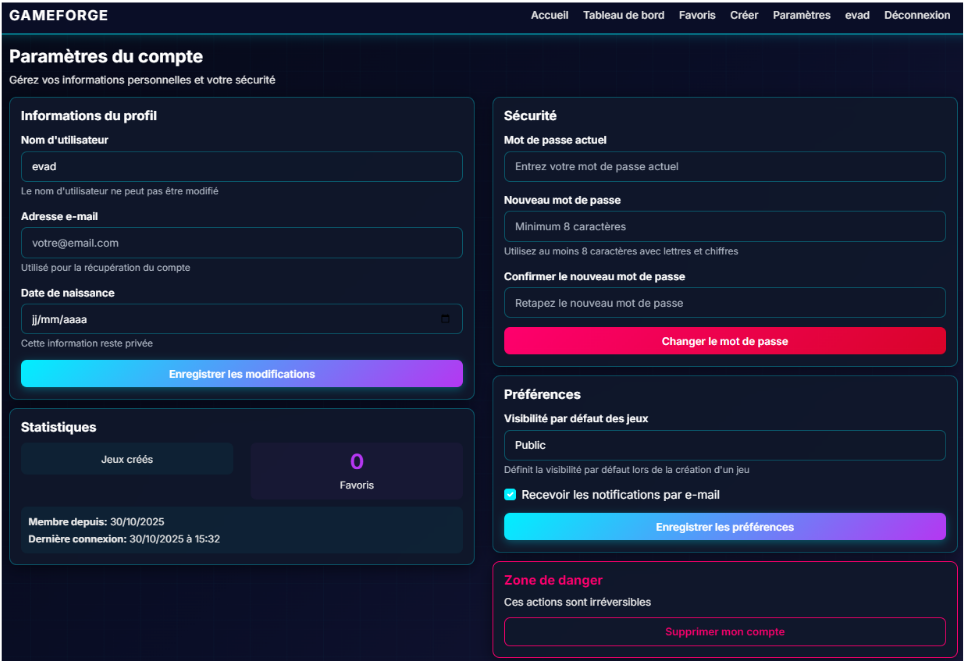 GAMEFORGE
Accueil Tableau de bord Favoris Créer Paramètres evad Déconnexion
Paramètres du compte
Gérez vos informations personnelles et votre sécurité
Informations du profil
Nom d'utilisateur
evad
Le nom d'utilisateur ne peut pas être modifié
Adresse e-mail
votre@email.com
Utilisé pour la récupération du compte
Date de naissance
jj/mm/aaaa
Cette information reste privée
Enregistrer les modifications
Statistiques
Jeux créés
0
Favoris
Membre depuis: 30/10/2025
Dernière connexion: 30/10/2025 à 15:32
Sécurité
Mot de passe actuel
Entrez votre mot de passe actuel
Nouveau mot de passe
Minimum 8 caractères
Utilisez au moins 8 caractères avec lettres et chiffres
Confirmer le nouveau mot de passe
Retapez le nouveau mot de passe
Changer le mot de passe
Préférences
Visibilité par défaut des jeux
Public
Définit la visibilité par défaut lors de la création d'un jeu
Recevoir les notifications par e-mail
Enregistrer les préférences
Zone de danger
Ces actions sont irréversibles
Supprimer mon compte